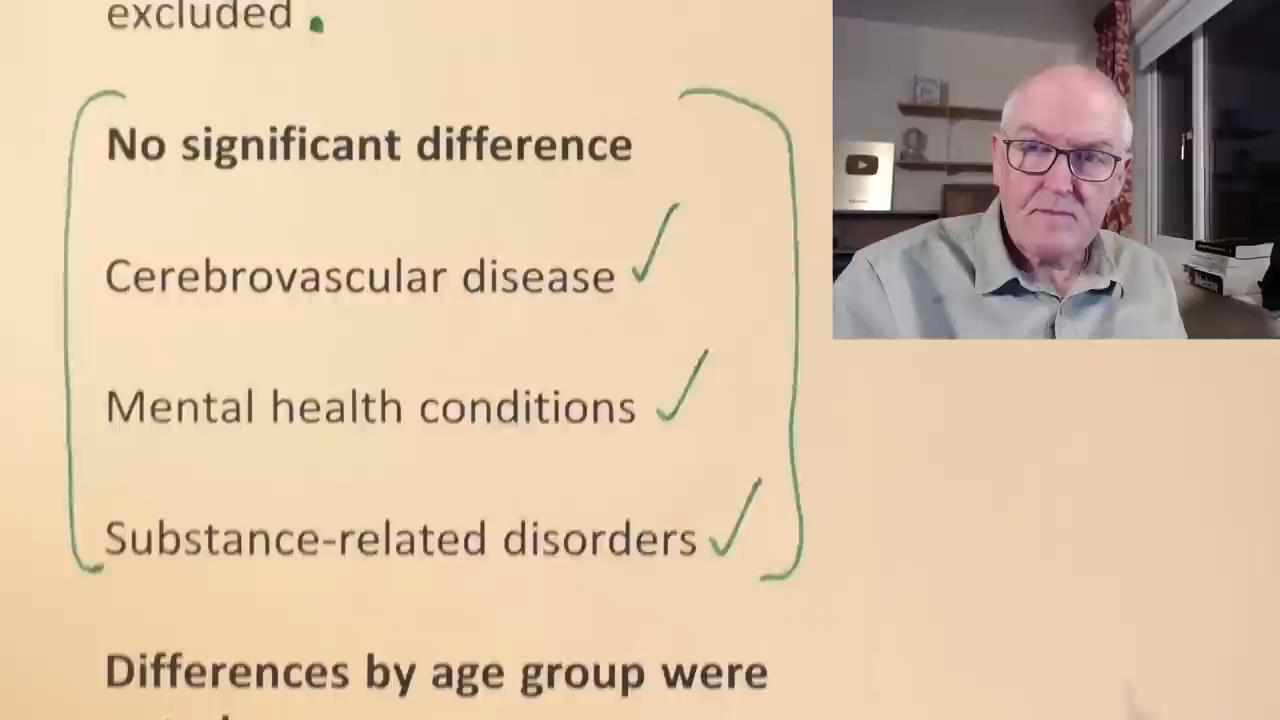 excluded .
No significant difference
Cerebrovascular disease
Mental health conditions
Substance-related disorders
Differences by age group were